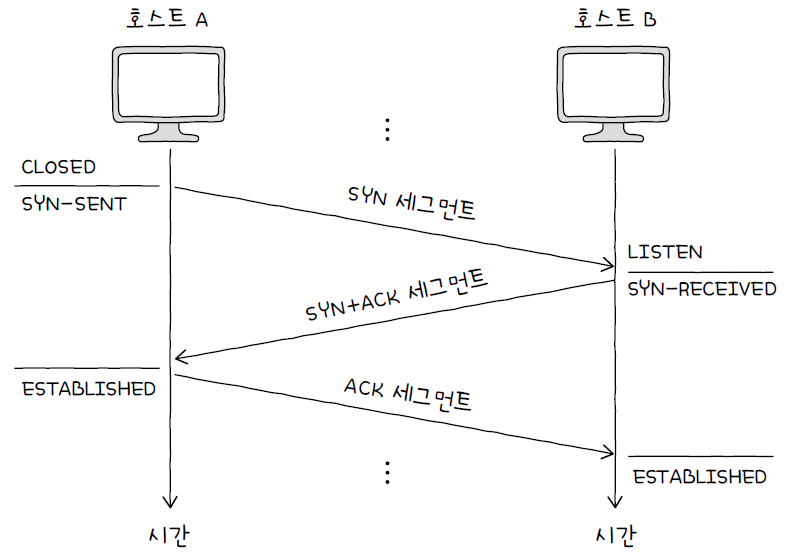 호스트 A
호스트 B
CLOSED
SYN-SENT
SYN 세그먼트
LISTEN
SYN-RECEIVED
SYN+ACK 세그먼트
ESTABLISHED
ACK 세그먼트
ESTABLISHED
시간
시간